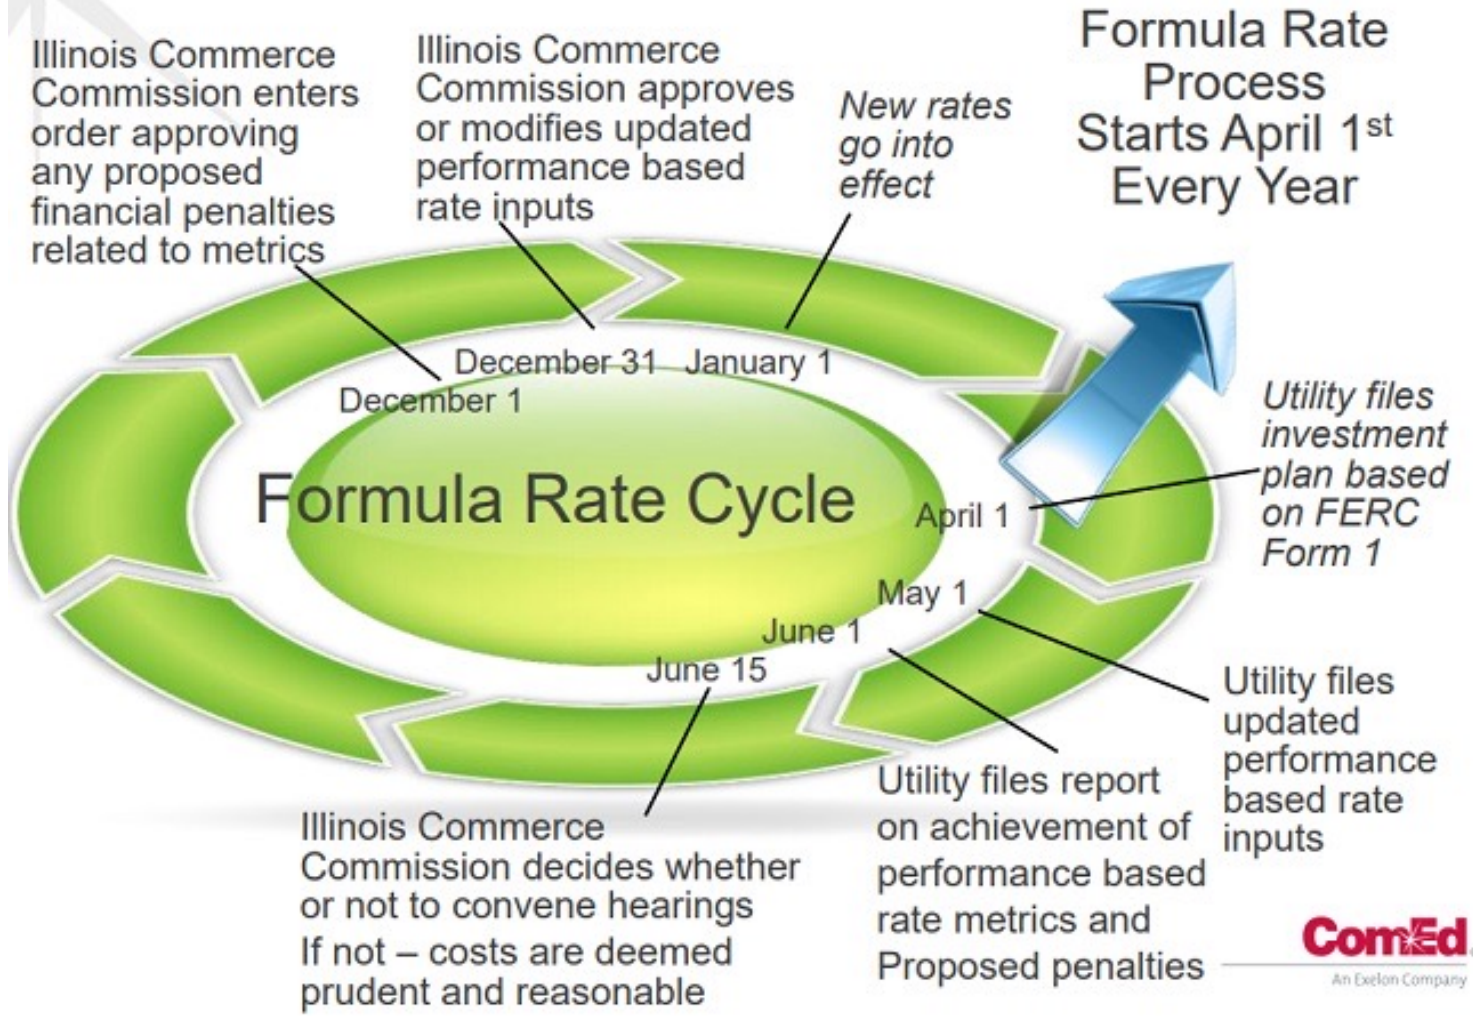 Formula Rate
Process
Starts April 1st
Every Year
Illinois Commerce
Commission enters
order approving
any proposed
financial penalties
related to metrics
Illinois Commerce
Commission approves
or modifies updated
performance based
rate inputs
New rates
go into
effect
December 31
January 1
December 1
Formula Rate Cycle
April 1
May 1
June 1
June 15
Utility files
investment
plan based
on FERC
Form 1
Utility files
updated
performance
based rate
inputs
Utility files report
on achievement of
performance based
rate metrics and
Proposed penalties
Illinois Commerce
Commission decides whether
or not to convene hearings
If not – costs are deemed
prudent and reasonable
ComEd
An Exelon Company